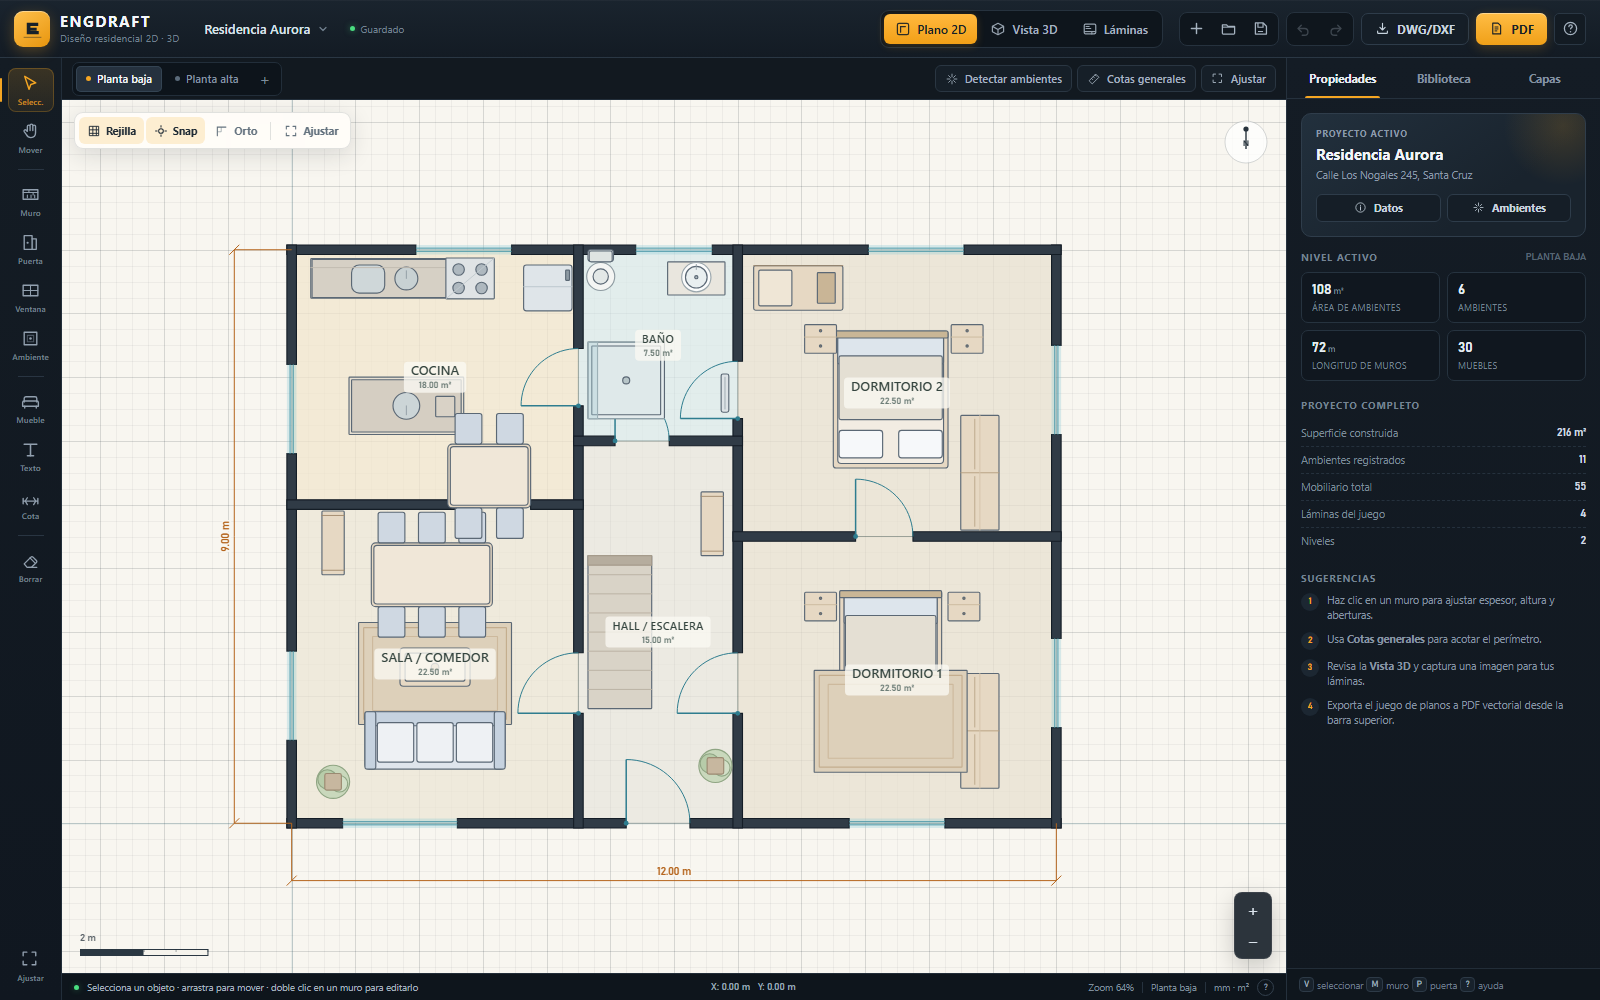 ENGDRAFT
Diseño residencial 2D · 3D
Residencia Aurora
Guardado
Plano 2D
Vista 3D
Láminas
DWG/DXF
PDF
Planta baja
Planta alta
+
Detectar ambientes
Cotas generales
Ajustar
Propiedades
Biblioteca
Capas
Selecc.
Mover
Muro
Puerta
Ventana
Ambiente
Mueble
Texto
Cota
Borrar
Ajustar
Rejilla
Snap
Orto
Ajustar
N
COCINA
18.00 m²
BAÑO
7.50 m²
DORMITORIO 2
22.50 m²
HALL / ESCALERA
15.00 m²
SALA / COMEDOR
22.50 m²
DORMITORIO 1
22.50 m²
9.00 m
12.00 m
2 m
+
−
PROYECTO ACTIVO
Residencia Aurora
Calle Los Nogales 245, Santa Cruz
Datos
Ambientes
NIVEL ACTIVO
PLANTA BAJA
108 m²
ÁREA DE AMBIENTES
6
AMBIENTES
72 m
LONGITUD DE MUROS
30
MUEBLES
PROYECTO COMPLETO
Superficie construida 216 m²
Ambientes registrados 11
Mobiliario total 55
Láminas del juego 4
Niveles 2
SUGERENCIAS
1 Haz clic en un muro para ajustar espesor, altura y
aberturas.
2 Usa Cotas generales para acotar el perímetro.
3 Revisa la Vista 3D y captura una imagen para tus
láminas.
4 Exporta el juego de planos a PDF vectorial desde la
barra superior.
Selecciona un objeto · arrastra para mover · doble clic en un muro para editarlo
X: 0.00 m Y: 0.00 m
Zoom 64%
Planta baja
mm · m²
?
V seleccionar M muro P puerta ? ayuda